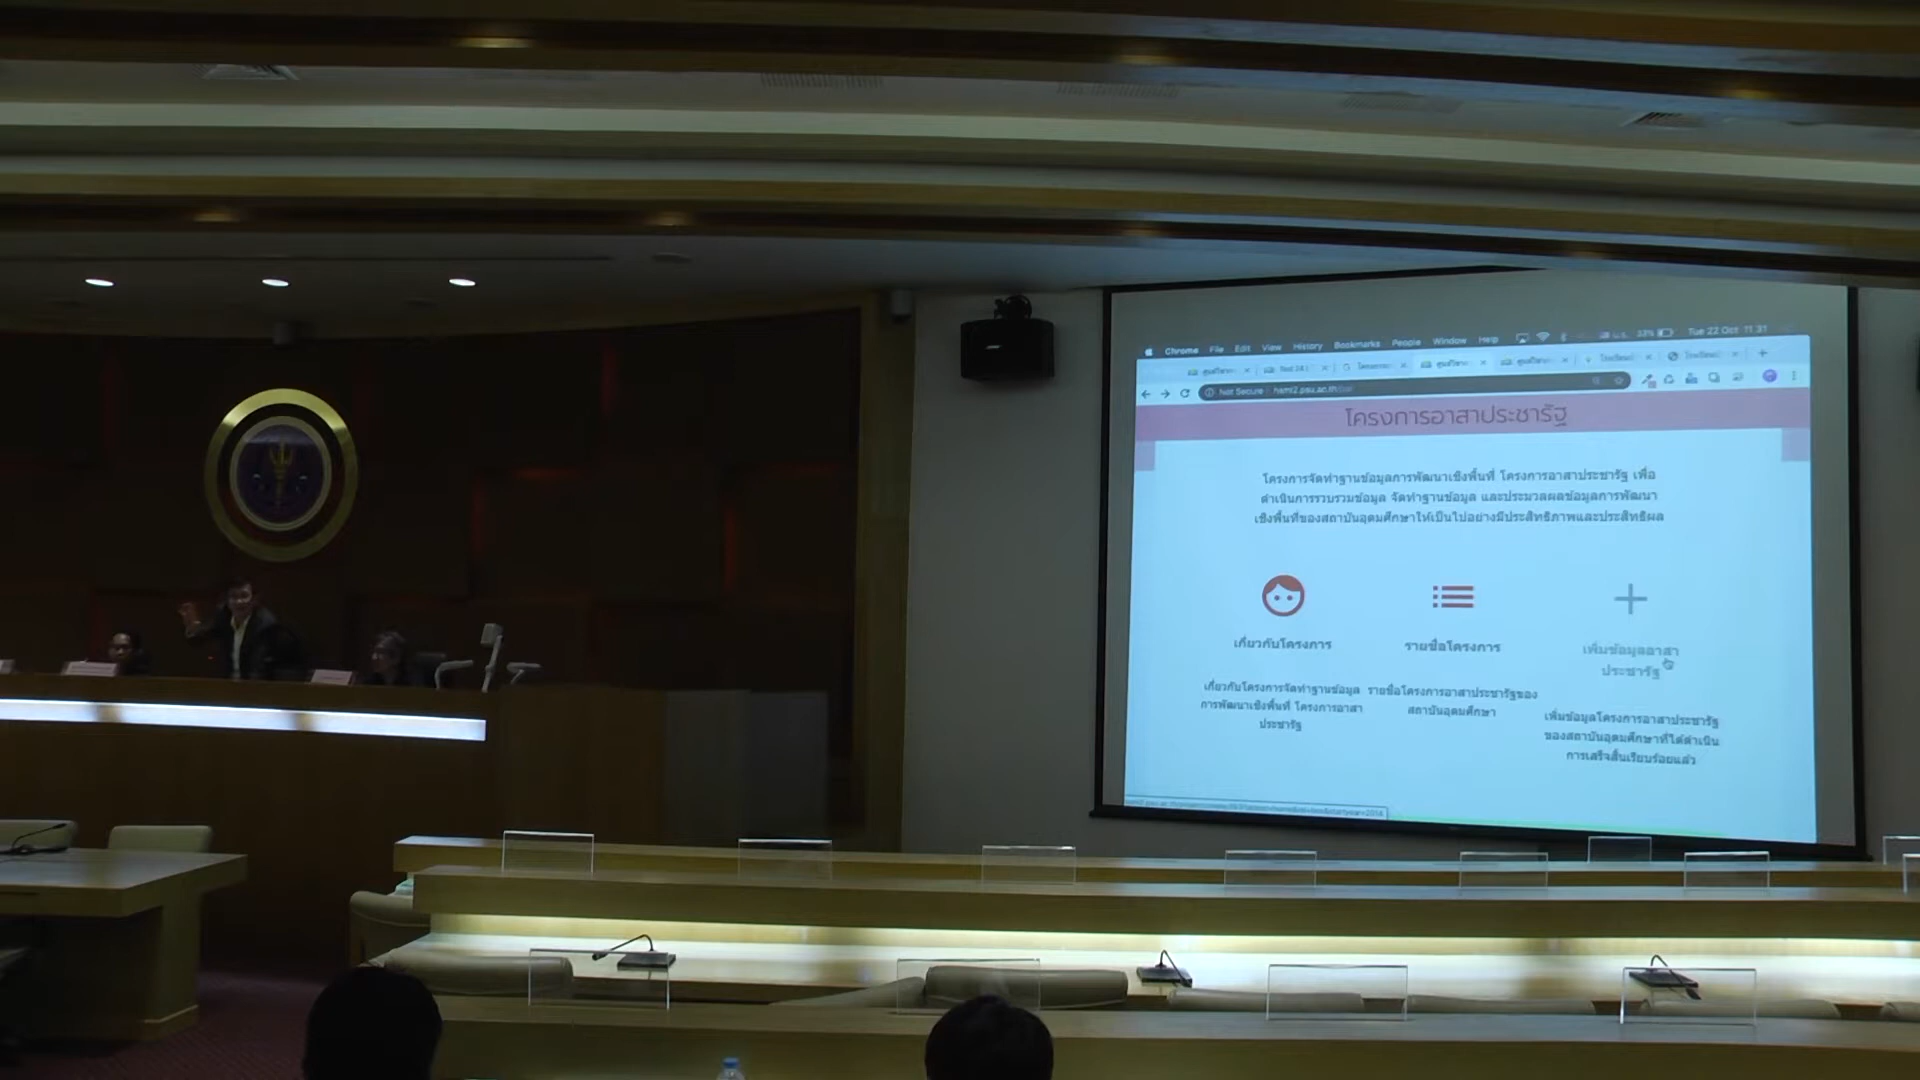 Chrome File Edit View History Bookmarks People Window Help 33% Tue 22 Oct 11:31
Not Secure hsmi2.psu.ac.th
โครงการอาสาประชารัฐ
โครงการจัดทำฐานข้อมูลการพัฒนาเชิงพื้นที่ โครงการอาสาประชารัฐ เพื่อ
ดำเนินการรวบรวมข้อมูล จัดทำฐานข้อมูล และประมวลผลข้อมูลการพัฒนา
เชิงพื้นที่ของสถาบันอุดมศึกษาให้เป็นไปอย่างมีประสิทธิภาพและประสิทธิผล
เกี่ยวกับโครงการ
เกี่ยวกับโครงการจัดทำฐานข้อมูล
การพัฒนาเชิงพื้นที่ โครงการอาสา
ประชารัฐ
รายชื่อโครงการ
รายชื่อโครงการอาสาประชารัฐของ
สถาบันอุดมศึกษา
เพิ่มข้อมูลอาสา
ประชารัฐ
เพิ่มข้อมูลโครงการอาสาประชารัฐ
ของสถาบันอุดมศึกษาที่ได้ดำเนิน
การเสร็จสิ้นเรียบร้อยแล้ว